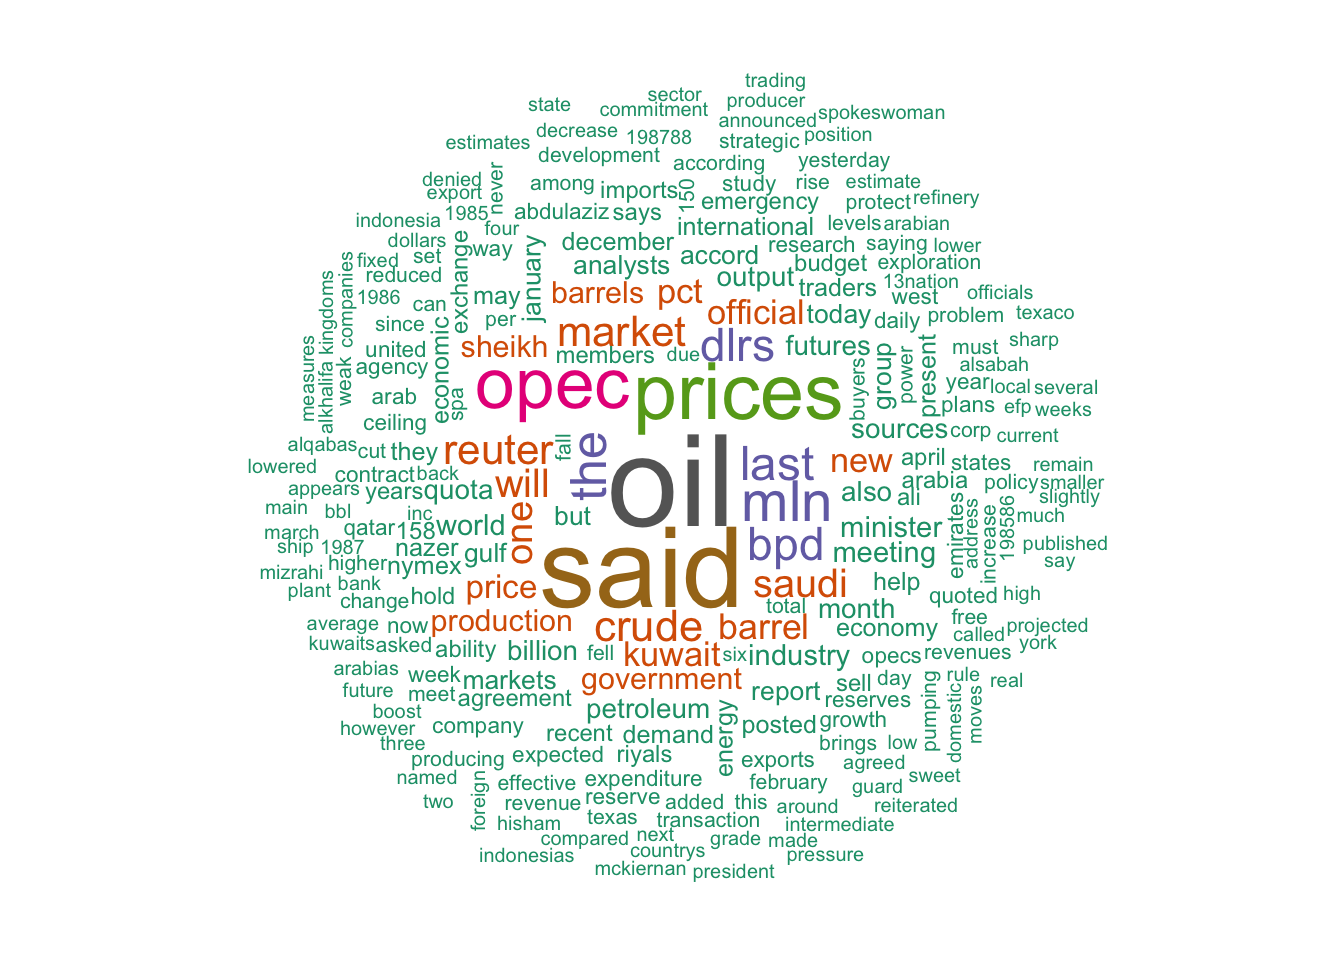 trading
sector
producer
state
commitment
spokeswoman
announced
decrease
198788
position
estimates
strategic
development
according
yesterday
never
denied
among
imports
150
study
rise
estimate
export
emergency
protect
refinery
indonesia
1985
abdulaziz
says
four
international
levels
arabian
dollars
exchange
way
december
accord
research
saying
lower
fixed
set
january
analysts
budget
exploration
companies
reduced
output
13nation
kingdoms
1986
can
may
barrels
pct
traders
west
officials
since
per
market
official
today
daily
problem
texaco
measures
weak
united
economic
sheikh
members
due
dlrs
futures
must
sharp
alkhalifa
agency
arab
spa
opec
prices
buyers
group
power
present
alsabah
year
local
several
ceiling
plans
efp
weeks
sources
corp
current
alqabas
cut
they
reuter
fall
the
oil
last
new
april
states
remain
lowered
contract
back
will
arabia
policy
smaller
appears
years
quota
mln
also
ali
slightly
main
bbl
inc
but
much
march
qatar
158
world
one
minister
emirates
address
increase
198586
ship
1987
nazer
gulf
bpd
meeting
published
higher
nymex
said
say
mizrahi
bank
price
saudi
help
plant
change
hold
total
month
quoted
high
average
now
production
crude
barrel
economy
free
projected
kuwaits
asked
ability
billion
fell
kuwait
six
industry
called
york
opecs
revenues
arabias
week
markets
government
sell
day
rule
real
future
meet
agreement
report
reserves
pumping
domestic
moves
boost
petroleum
energy
however
company
recent
demand
posted
growth
three
brings
low
producing
expected
riyals
exports
agreed
named
effective
expenditure
february
guard
sweet
two
foreign
revenue
reserve
added
this
around
reiterated
hisham
texas
transaction
intermediate
compared
next
grade
made
indonesias
countrys
pressure
mckiernan
president